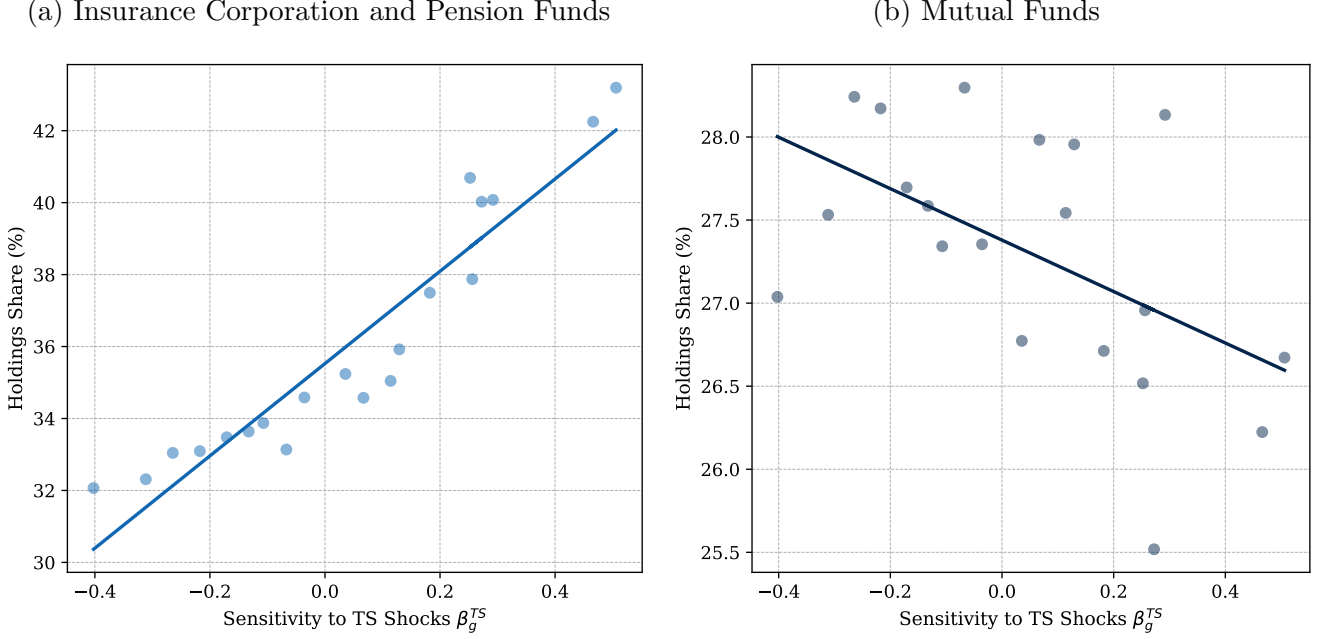 (a) Insurance Corporation and Pension Funds
(b) Mutual Funds
Holdings Share (%)
42
40
38
36
34
32
30
−0.4 −0.2 0.0 0.2 0.4
Sensitivity to TS Shocks β_g^{TS}
Holdings Share (%)
28.0
27.5
27.0
26.5
26.0
25.5
−0.4 −0.2 0.0 0.2 0.4
Sensitivity to TS Shocks β_g^{TS}